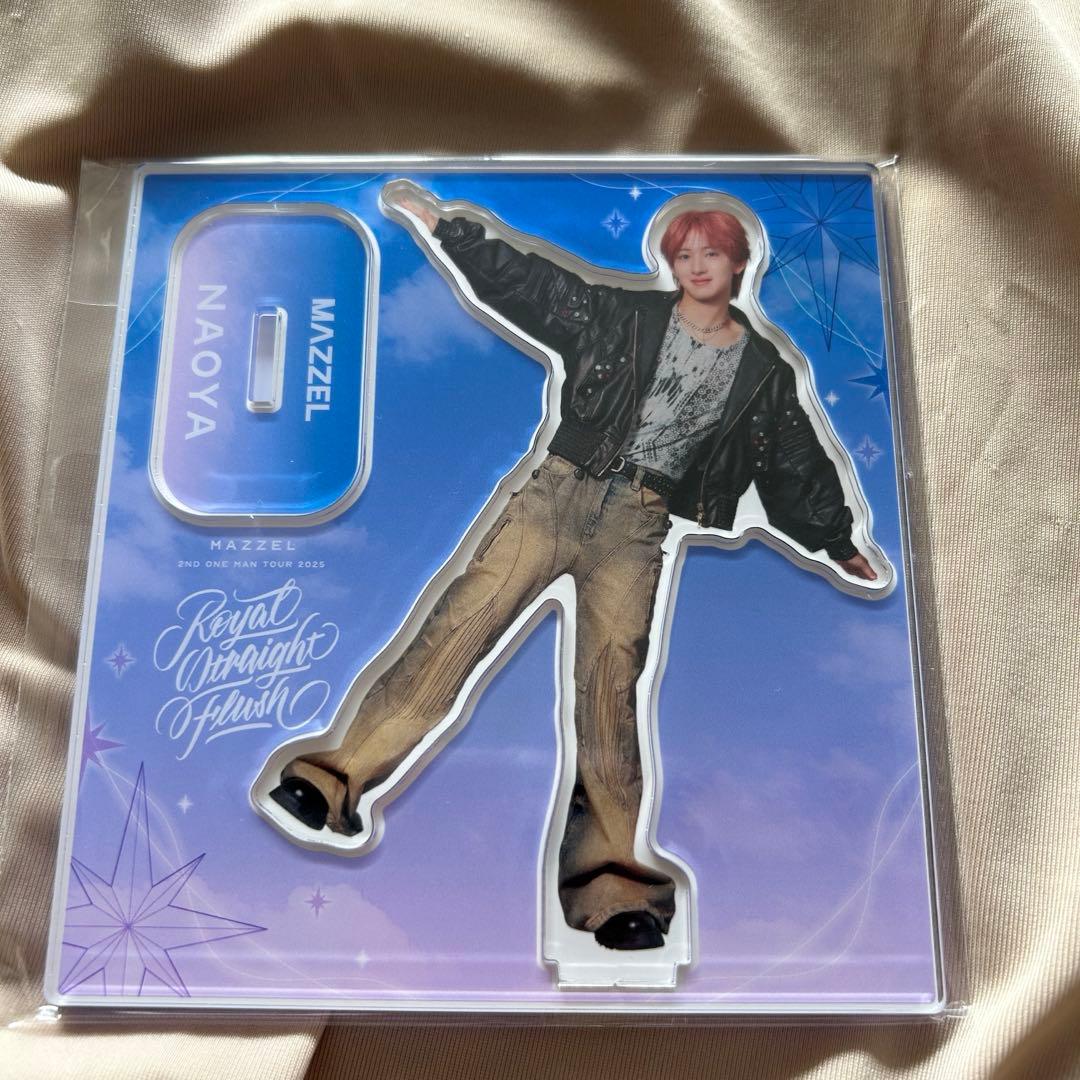 MAZZEL
NAOYA
MAZZEL
2ND ONE MAN TOUR 2025
Royal
Straight
Flush